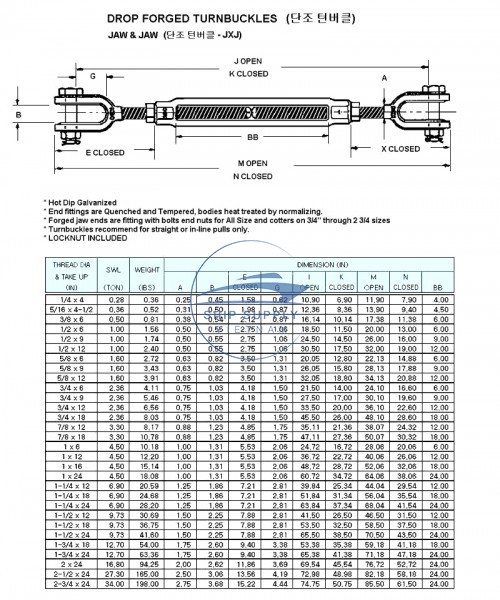 DROP FORGED TURNBUCKLES (단조 턴버클)
JAW & JAW (단조 턴버클 - JXJ)
J OPEN
K CLOSED
G
A
B
BB
E CLOSED
X CLOSED
M OPEN
N CLOSED
* Hot Dip Galvanized
* End fittings are Quenched and Tempered, bodies heat treated by normalizing.
* Forged jaw ends are fitting with bolts end nuts for All Size and cotters on 3/4" through 2 3/4 sizes
* Turnbuckles recommend for straight or in-line pulls only.
* LOCKNUT INCLUDED
THREAD DIA & TAKE UP (IN) SWL (TON) WEIGHT (LBS) DIMENSION (IN)
A B E CLOSED G OPEN K CLOSED M OPEN N CLOSED BB
1/4 x 4 0,28 0,36 0,25 0,45 1,58 0,62 10,90 6,90 11,90 7,90 4,00
5/16 x 4-1/2 0,36 0,52 0,31 0,50 1,98 0,87 12,36 8,36 13,90 9,40 4,50
3/8 x 6 0,50 0,81 0,38 0,54 0,87 16,14 10,14 17,38 11,38 6,00
1/2 x 6 1,00 1,56 0,50 0,55 2,75 1,06 18,50 11,50 20,00 13,00 6,00
1/2 x 9 1,00 1,74 0,50 0,55 2,75 1,06 24,50 14,50 26,00 16,00 9,00
1/2 x 12 1,00 2,40 0,50 0,55 2,75 1,06 30,50 17,50 32,00 19,00 12,00
5/8 x 6 1,60 2,72 0,63 0,82 3,50 1,31 20,05 12,80 22,13 14,88 6,00
5/8 x 9 1,60 3,43 0,63 0,82 3,50 1,31 26,05 15,80 28,13 17,88 9,00
5/8 x 12 1,60 3,91 0,63 0,82 3,50 1,31 32,05 18,80 34,13 20,88 12,00
3/4 x 6 2,36 4,11 0,75 1,03 4,18 1,50 21,50 14,00 24,10 16,60 6,00
3/4 x 9 2,36 5,46 0,75 1,03 4,18 1,50 27,50 17,00 30,10 19,60 9,00
3/4 x 12 2,36 6,56 0,75 1,03 4,18 1,50 33,50 20,00 36,10 22,60 12,00
3/4 x 18 2,36 8,03 0,75 1,03 4,18 1,50 45,50 26,00 48,10 28,60 18,00
7/8 x 12 3,30 8,17 0,88 1,23 4,85 1,75 35,11 21,36 38,07 24,32 12,00
7/8 x 18 3,30 10,78 0,88 1,23 4,85 1,75 47,11 27,36 50,07 30,32 18,00
1 x 6 4,50 10,18 1,00 1,31 5,53 2,06 24,72 16,72 28,06 20,06 6,00
1 x 12 4,50 12,20 1,00 1,31 5,53 2,06 36,72 22,72 40,06 26,06 12,00
1 x 16 4,50 15,14 1,00 1,31 5,53 2,06 48,72 28,72 52,06 32,06 18,00
1 x 24 4,50 18,08 1,00 1,31 5,53 2,06 60,72 34,72 64,06 38,06 24,00
1-1/4 x 12 6,90 20,59 1,25 1,86 7,21 2,81 39,84 25,34 44,04 29,54 12,00
1-1/4 x 18 6,90 24,68 1,25 1,86 7,21 2,81 51,84 31,34 56,04 35,54 18,00
1-1/4 x 24 6,90 28,20 1,25 1,86 7,21 2,81 63,84 37,34 68,04 41,54 24,00
1-1/2 x 12 9,73 30,69 1,50 2,25 7,88 2,81 41,50 26,50 46,50 31,50 12,00
1-1/2 x 18 9,73 36,75 1,50 2,25 7,88 2,81 53,50 32,50 58,50 37,50 18,00
1-1/2 x 24 9,73 41,60 1,50 2,25 7,88 2,81 65,50 38,50 70,50 43,50 24,00
1-3/4 x 18 12,70 54,00 1,75 2,60 9,40 3,38 53,38 35,38 59,18 41,18 18,00
1-3/4 x 24 12,70 63,36 1,75 2,60 9,40 3,38 65,38 41,38 71,18 47,18 24,00
2 x 24 16,80 94,25 2,00 2,62 11,86 3,69 69,54 45,54 76,72 52,72 24,00
2-1/2 x 24 27,30 165,00 2,50 3,06 13,56 4,19 72,98 48,98 82,58 58,58 24,00
2-3/4 x 24 34,00 198,00 2,75 3,68 15,22 4,44 74,75 50,75 85,50 61,50 24,00
SHIP SUPPLY